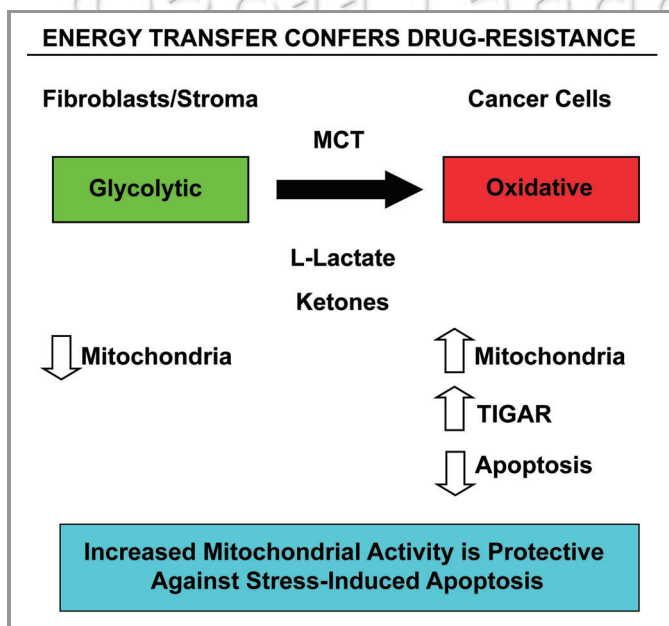 ENERGY TRANSFER CONFERS DRUG-RESISTANCE
Fibroblasts/Stroma
Cancer Cells
MCT
Glycolytic
Oxidative
L-Lactate
Ketones
Mitochondria
Mitochondria
TIGAR
Apoptosis
Increased Mitochondrial Activity is Protective
Against Stress-Induced Apoptosis